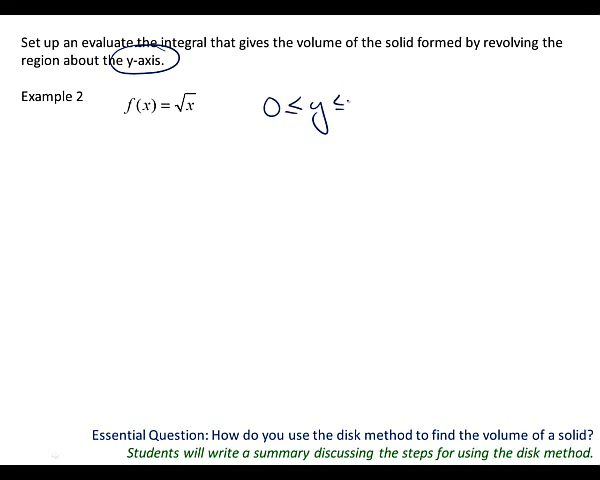 Set up an evaluate the integral that gives the volume of the solid formed by revolving the
region about the y-axis.
Example 2 f(x) = √x 0 ≤ y ≤
Essential Question: How do you use the disk method to find the volume of a solid?
Students will write a summary discussing the steps for using the disk method.